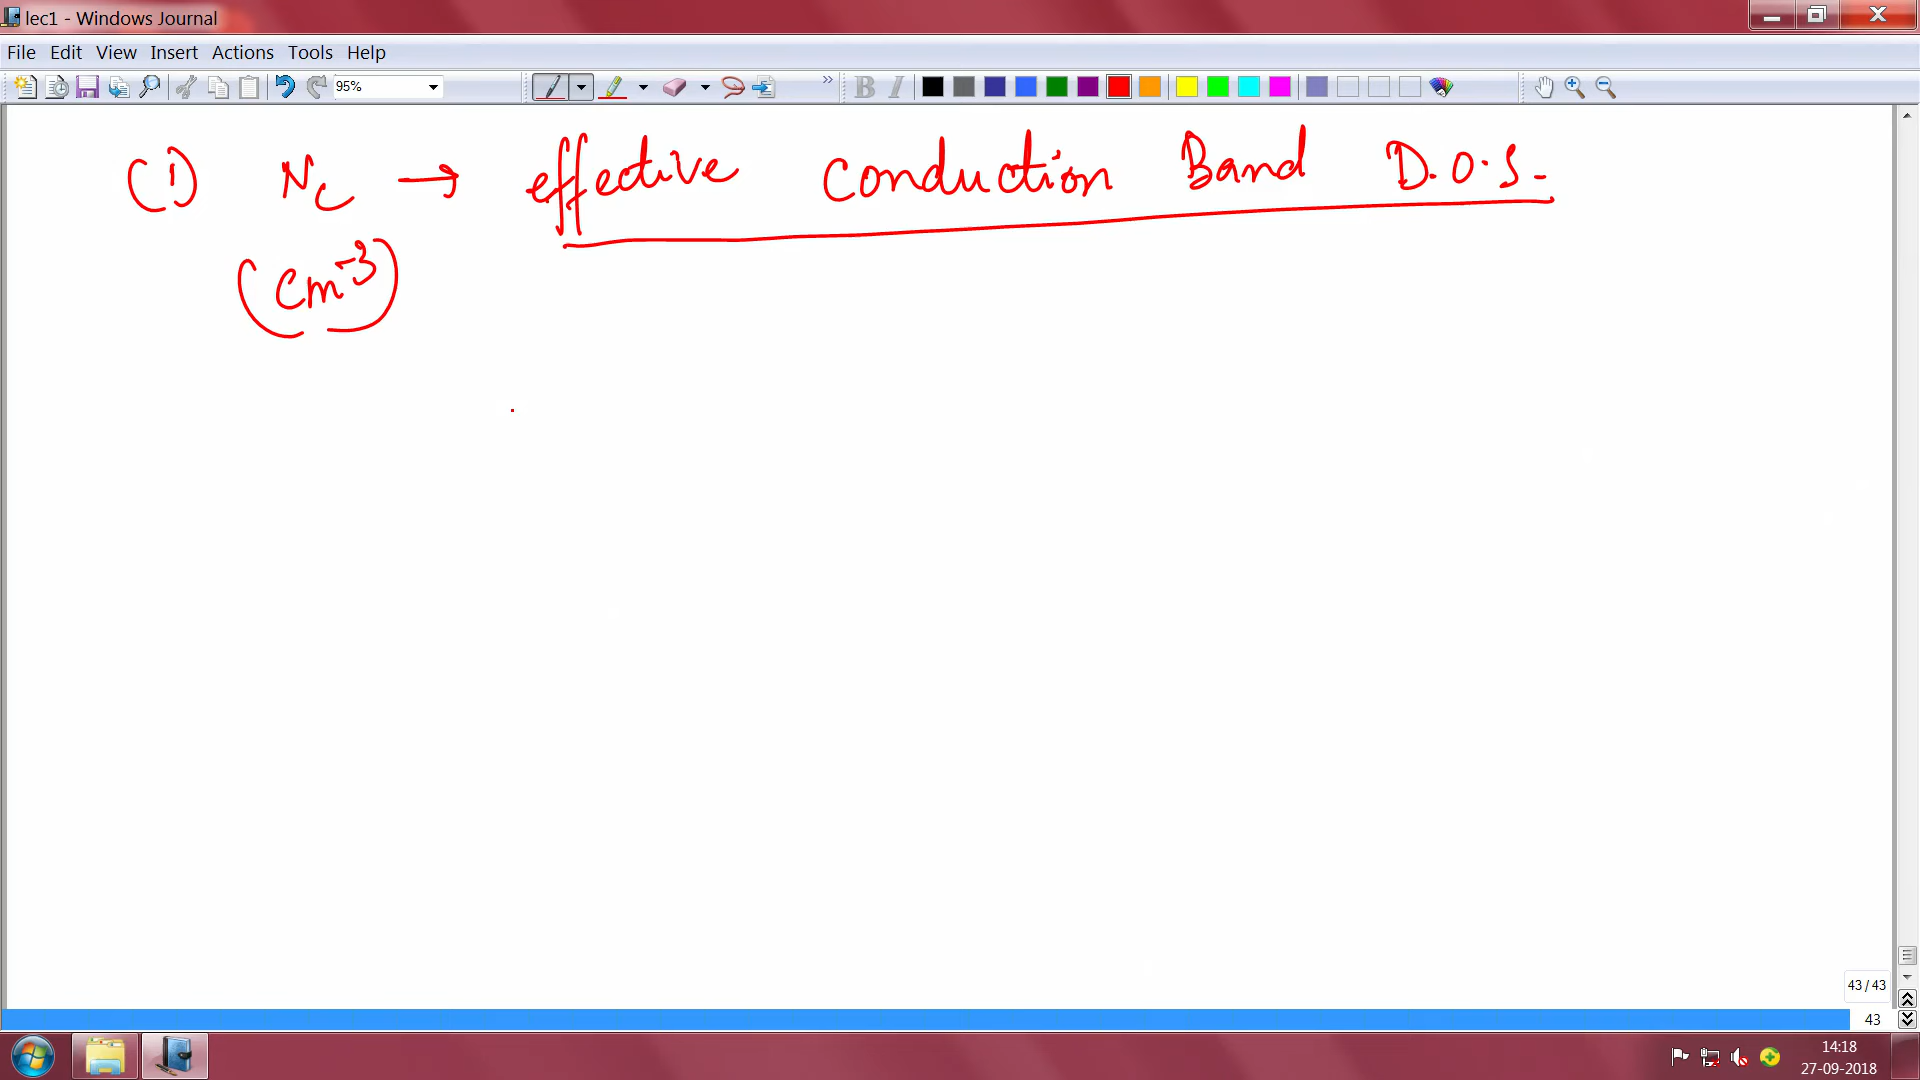 lec1 - Windows Journal
File Edit View Insert Actions Tools Help
95%
(1) Nc → effective Conduction Band D.O.S.
(cm-3)
43 / 43
43
14:18
27-09-2018